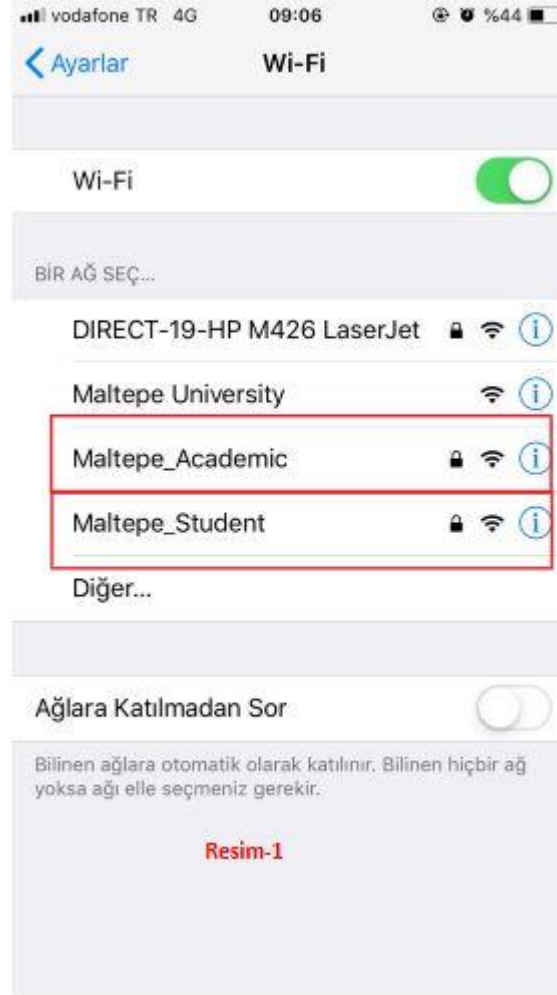 vodafone TR 4G 09:06 %44
Ayarlar Wi-Fi
Wi-Fi
BİR AĞ SEÇ...
DIRECT-19-HP M426 LaserJet
Maltepe University
Maltepe_Academic
Maltepe_Student
Diğer...
Ağlara Katılmadan Sor
Bilinen ağlara otomatik olarak katılınır. Bilinen hiçbir ağ
yoksa ağı elle seçmeniz gerekir.
Resim-1